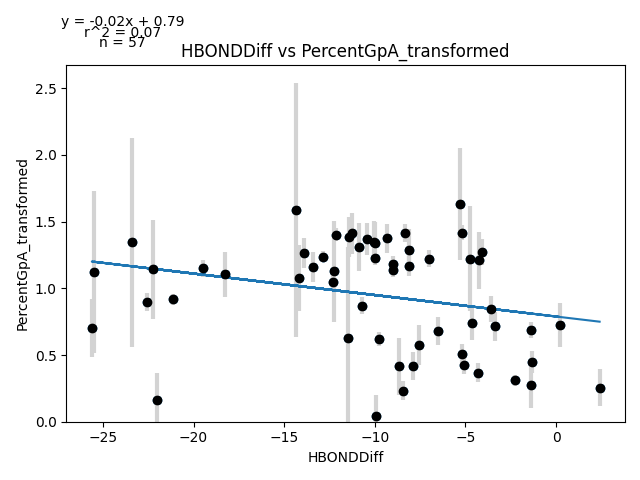 y = -0.02x + 0.79
r^2 = 0.07
n = 57
HBONDDiff vs PercentGpA_transformed
2.5
2.0
1.5
1.0
0.5
0.0
PercentGpA_transformed
−25
−20
−15
−10
−5
0
HBONDDiff